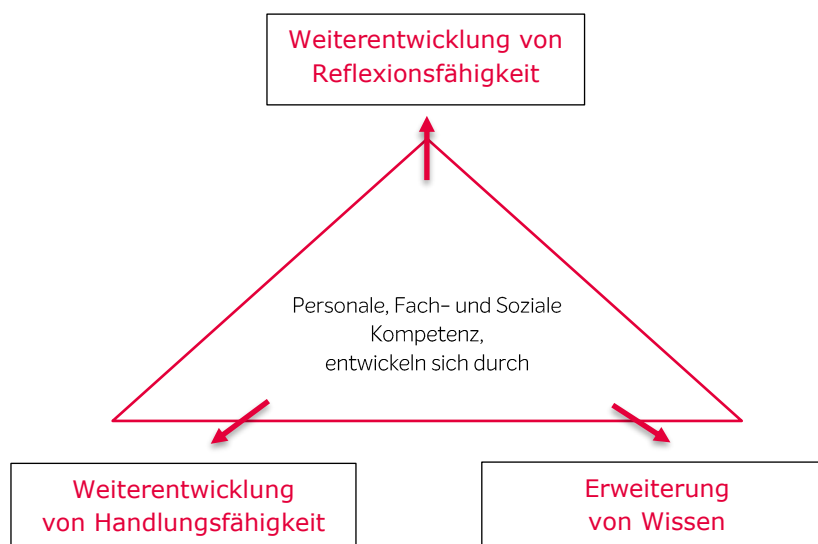 Weiterentwicklung von
Reflexionsfähigkeit
Personale, Fach- und Soziale
Kompetenz,
entwickeln sich durch
Weiterentwicklung
von Handlungsfähigkeit
Erweiterung
von Wissen